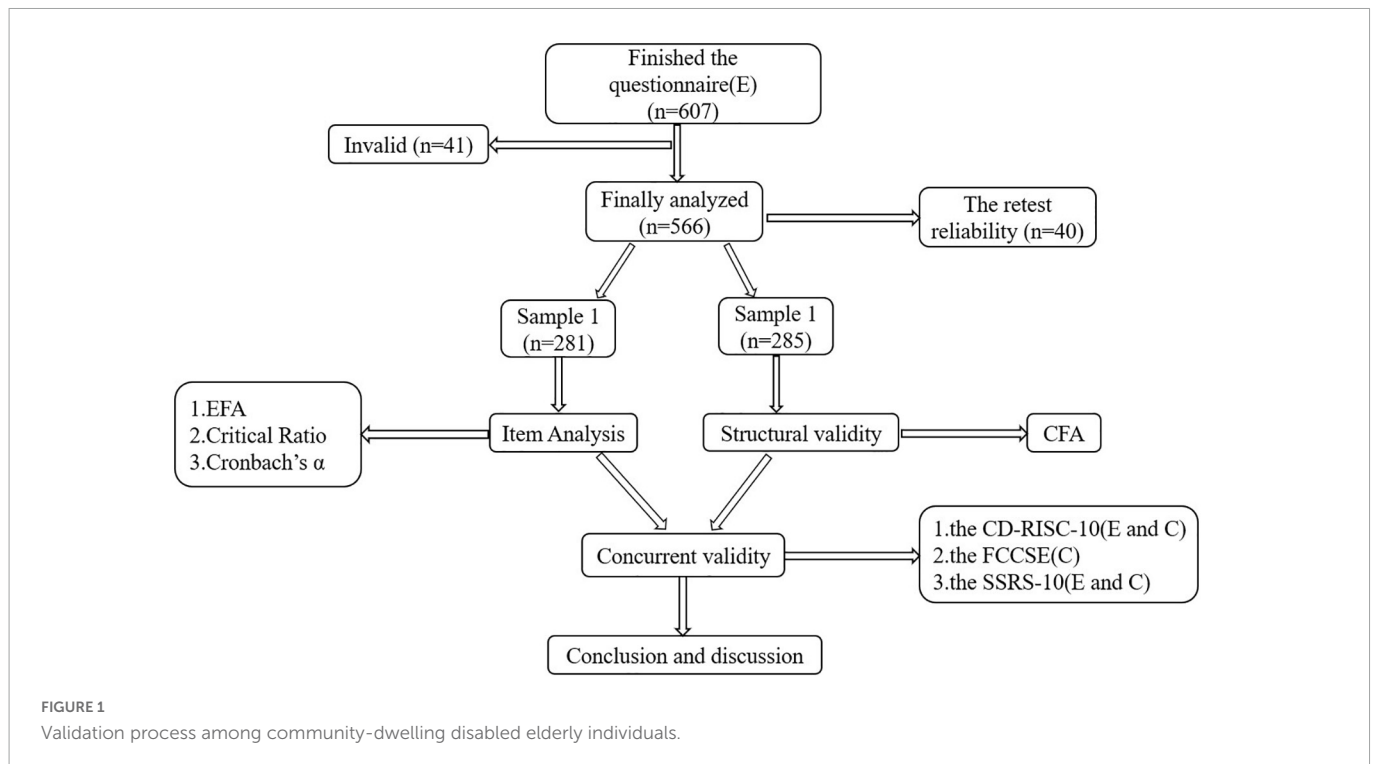 Finished the
questionnaire(E)
(n=607)
Invalid (n=41)
Finally analyzed
(n=566)
The retest
reliability (n=40)
Sample 1
(n=281)
Sample 1
(n=285)
1.EFA
2.Critical Ratio
3.Cronbach's α
Item Analysis
Structural validity
CFA
Concurrent validity
1.the CD-RISC-10(E and C)
2.the FCCSE(C)
3.the SSRS-10(E and C)
Conclusion and discussion
FIGURE 1
Validation process among community-dwelling disabled elderly individuals.